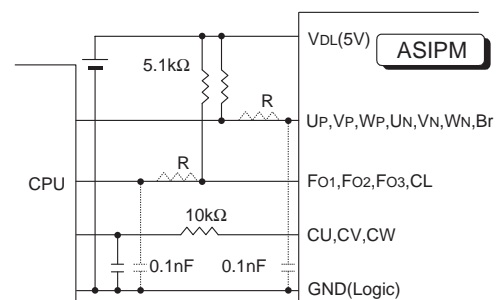 VDL(5V)
ASIPM
5.1kΩ
R
UP,VP,WP,UN,VN,WN,Br
R
CPU
FO1,FO2,FO3,CL
10kΩ
CU,CV,CW
0.1nF
0.1nF
GND(Logic)